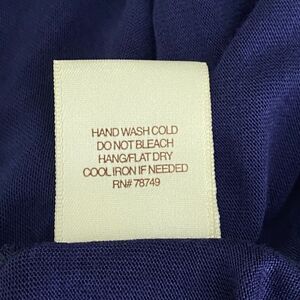 HAND WASH COLD
DO NOT BLEACH
HANG/FLAT DRY
COOL IRON IF NEEDED
RN# 78749